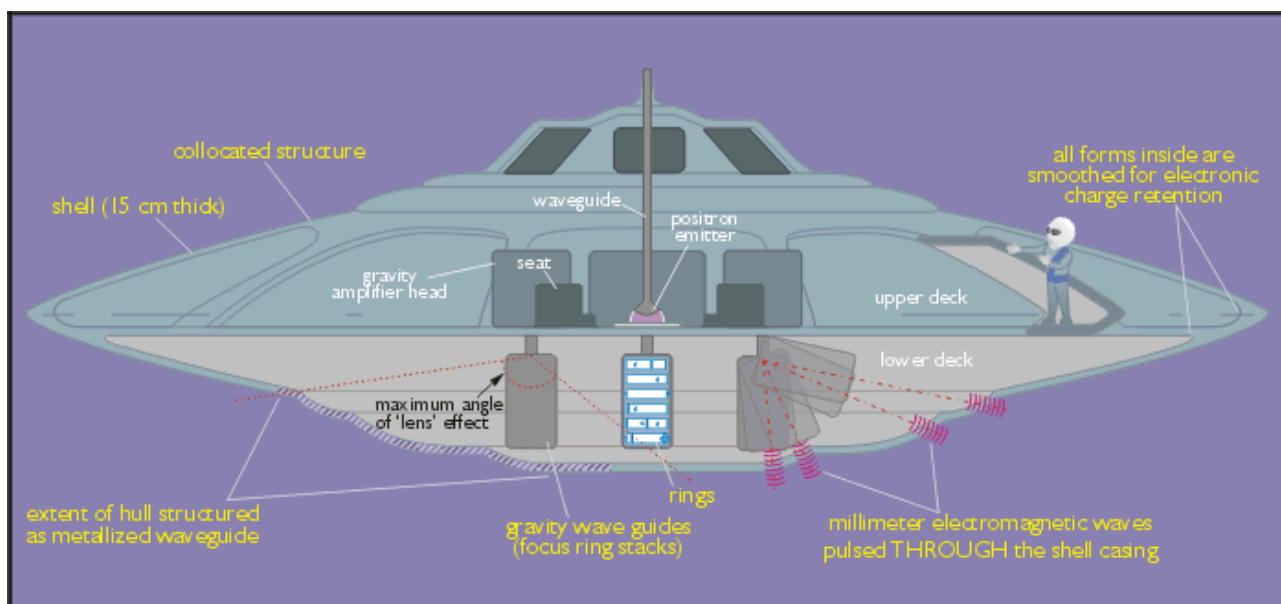 collocated structure
shell (15 cm thick)
all forms inside are
smoothed for electronic
charge retention
waveguide
positron
emitter
gravity
amplifier head
seat
upper deck
lower deck
maximum angle
of 'lens' effect
rings
extent of hull structured
as metallized waveguide
gravity wave guides
(focus ring stacks)
millimeter electromagnetic waves
pulsed THROUGH the shell casing